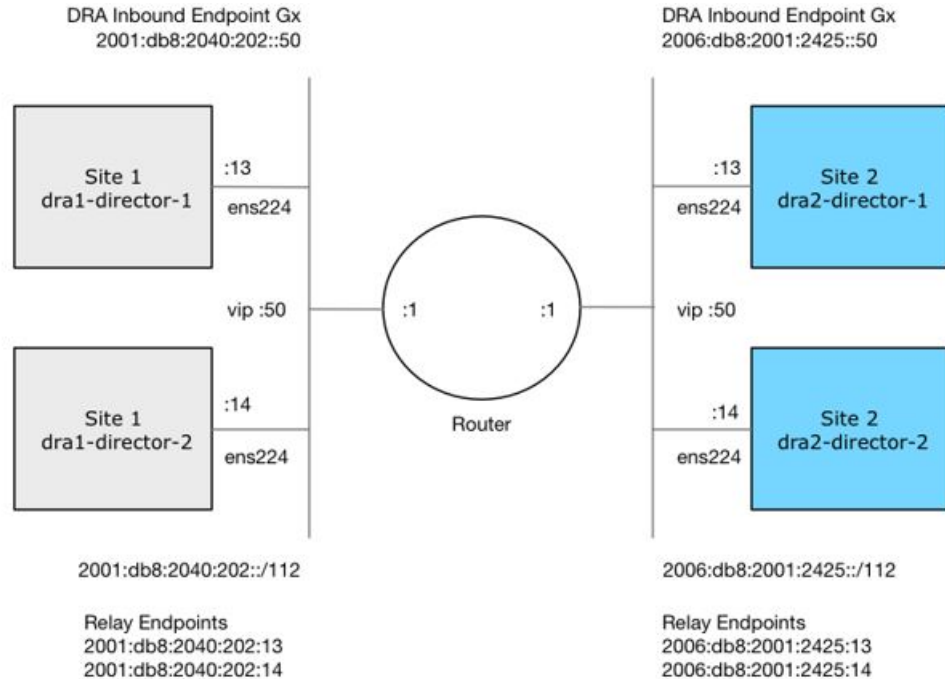 DRA Inbound Endpoint Gx
2001:db8:2040:202::50
DRA Inbound Endpoint Gx
2006:db8:2001:2425::50
Site 1
dra1-director-1
:13
ens224
:13
ens224
Site 2
dra2-director-1
vip :50
:1
:1
vip :50
Router
Site 1
dra1-director-2
:14
ens224
:14
ens224
Site 2
dra2-director-2
2001:db8:2040:202::/112
2006:db8:2001:2425::/112
Relay Endpoints
2001:db8:2040:202:13
2001:db8:2040:202:14
Relay Endpoints
2006:db8:2001:2425:13
2006:db8:2001:2425:14